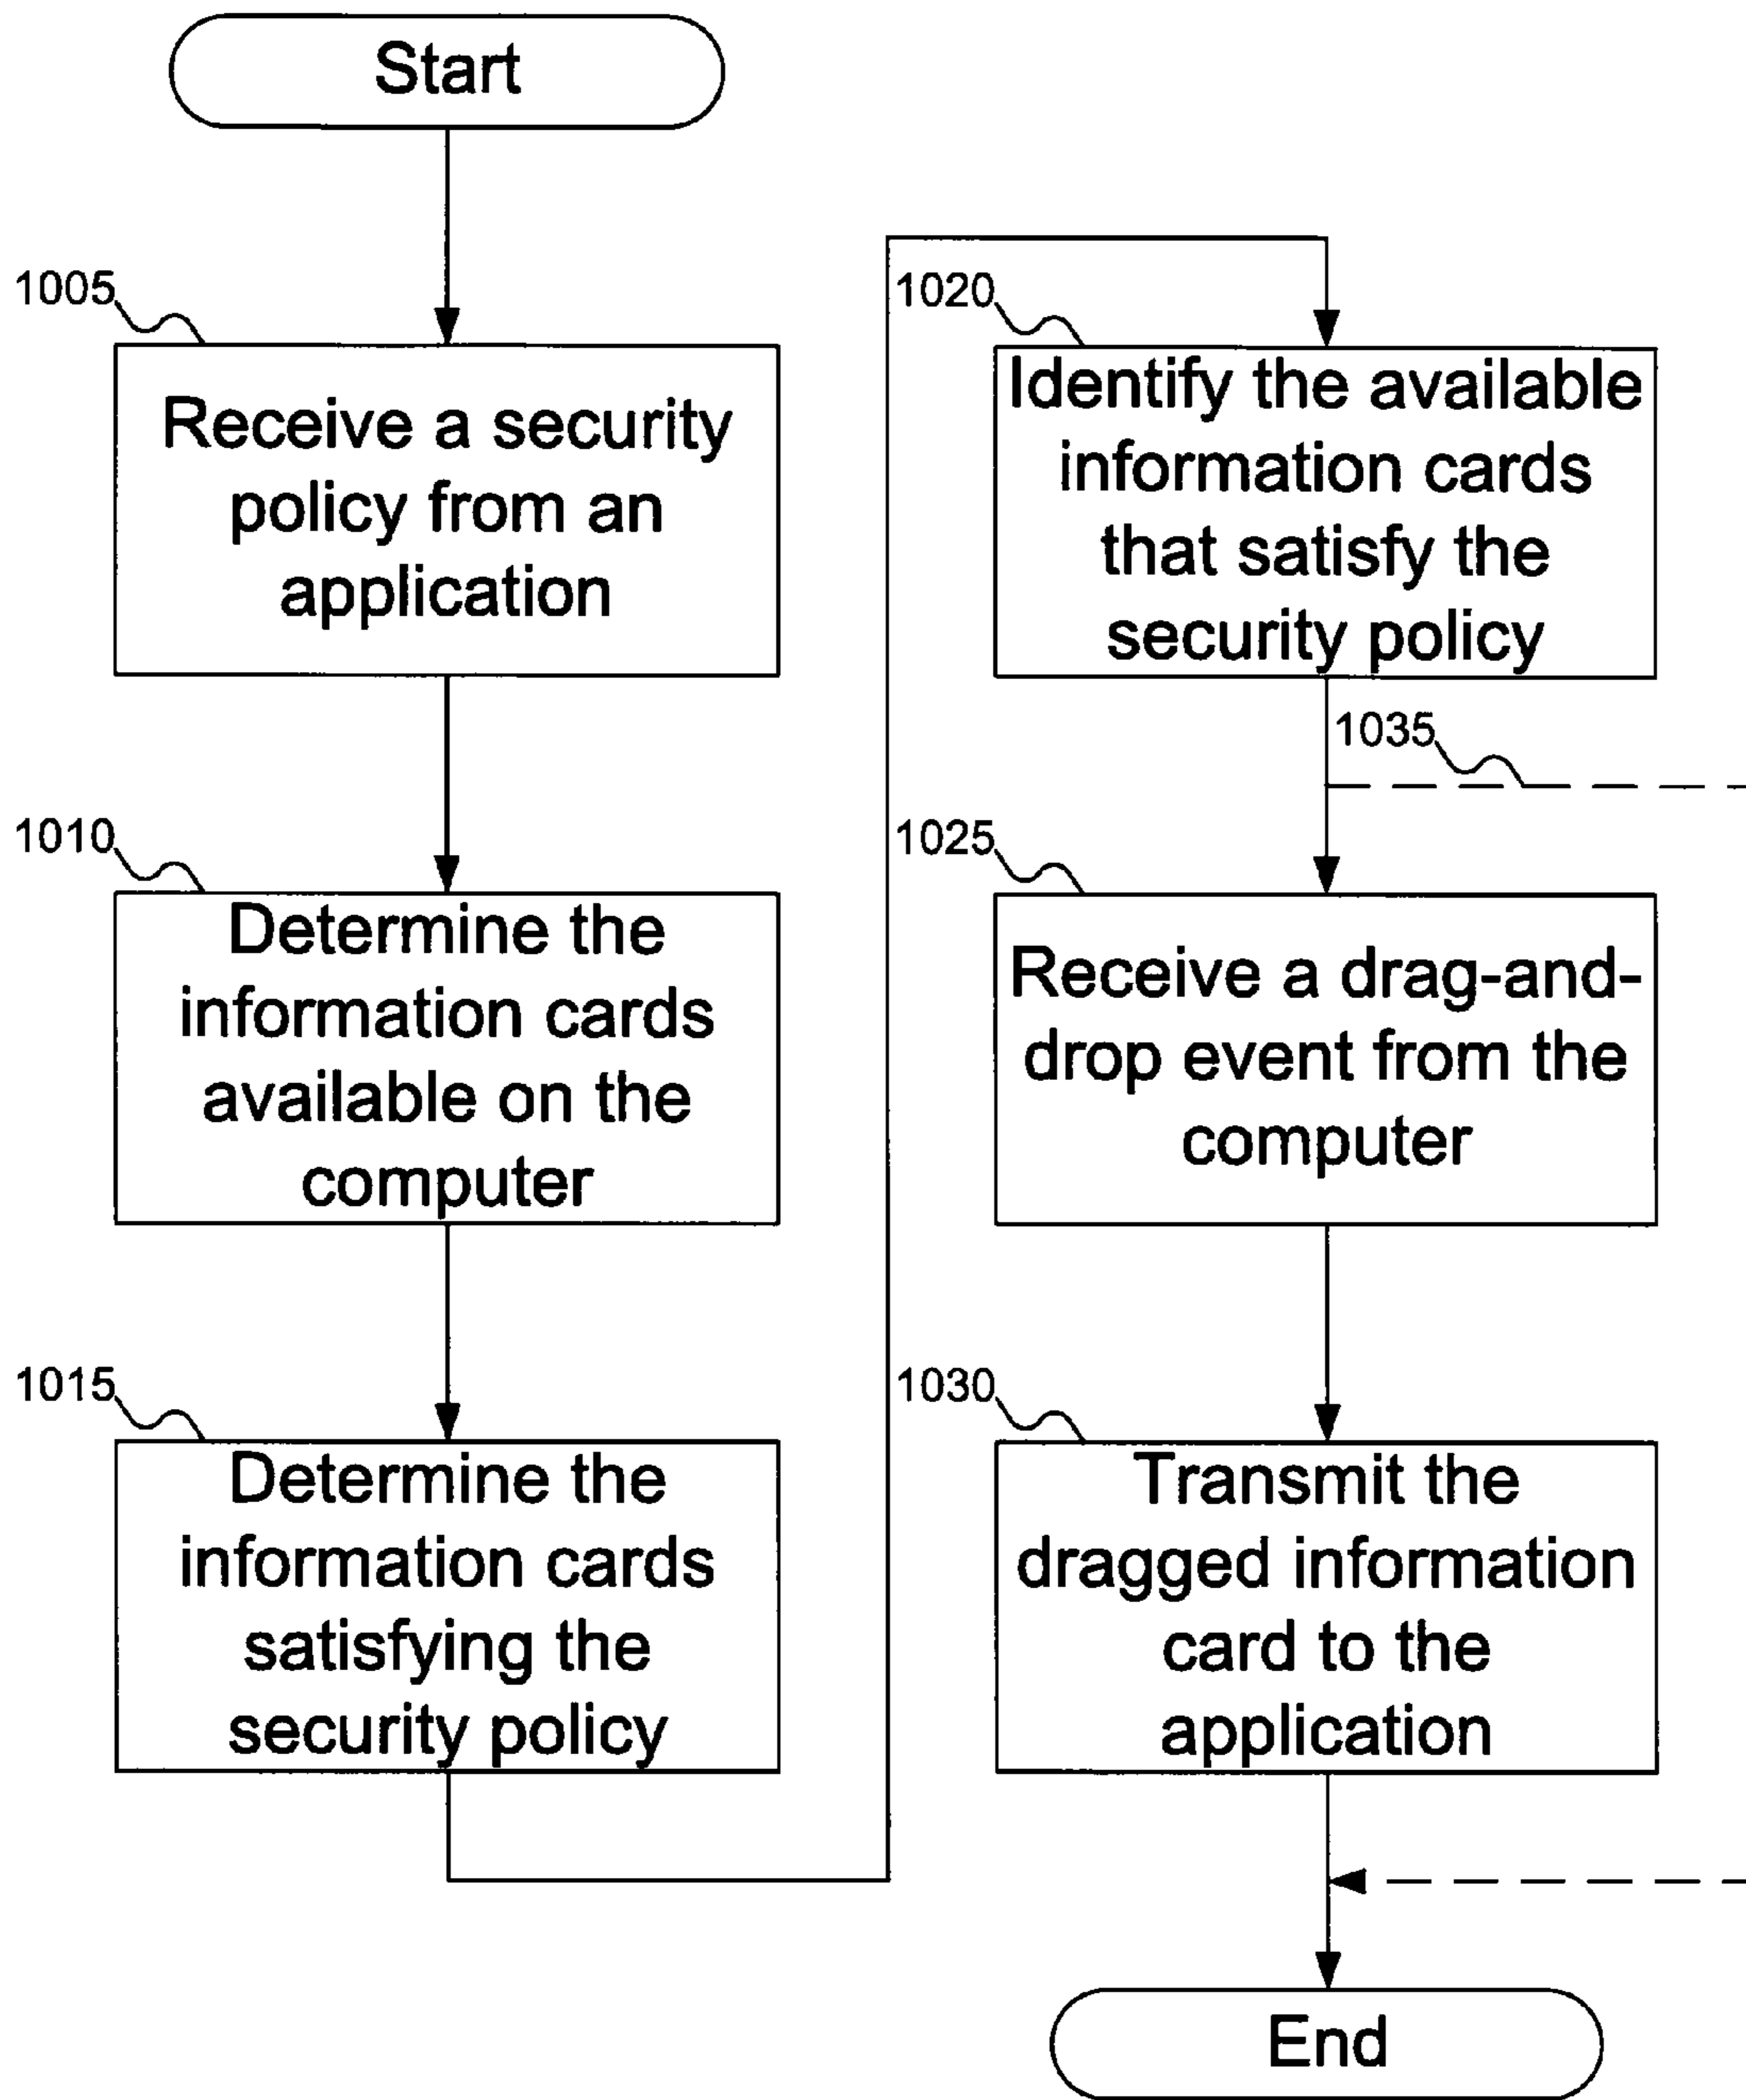 Start
1005
Receive a security
policy from an
application
1010
Determine the
information cards
available on the
computer
1015
Determine the
information cards
satisfying the
security policy
1020
Identify the available
information cards
that satisfy the
security policy
1035
1025
Receive a drag-and-
drop event from the
computer
1030
Transmit the
dragged information
card to the
application
End